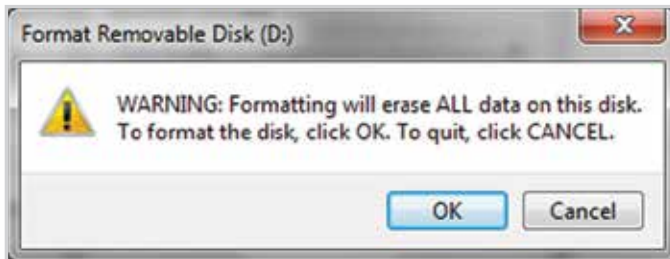 Format Removable Disk (D:)
WARNING: Formatting will erase ALL data on this disk.
To format the disk, click OK. To quit, click CANCEL.
OK Cancel